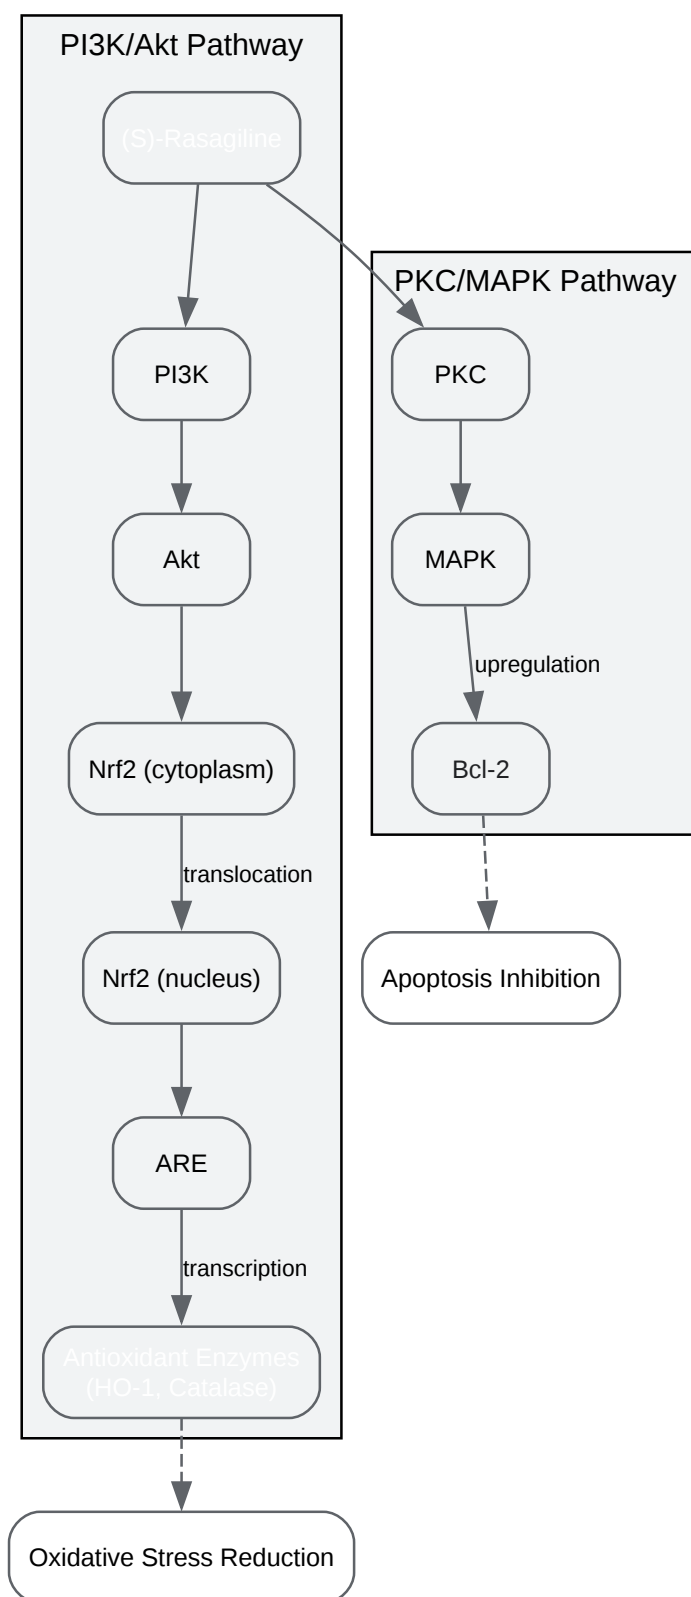 PI3K/Akt Pathway
(S)-Rasagiline
PKC/MAPK Pathway
PI3K
PKC
Akt
MAPK
upregulation
Nrf2 (cytoplasm)
Bcl-2
translocation
Nrf2 (nucleus)
Apoptosis Inhibition
ARE
transcription
Antioxidant Enzymes
(HO-1, Catalase)
Oxidative Stress Reduction